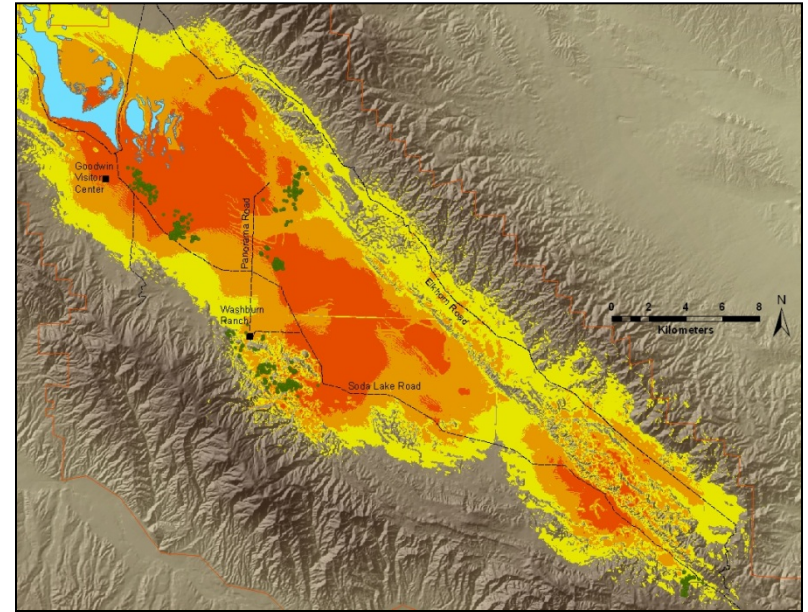 Goodwin
Visitor
Center
Panorama Road
Elkhorn Road
Washburn
Ranch
Soda Lake Road
0 2 4 6 8
Kilometers
N